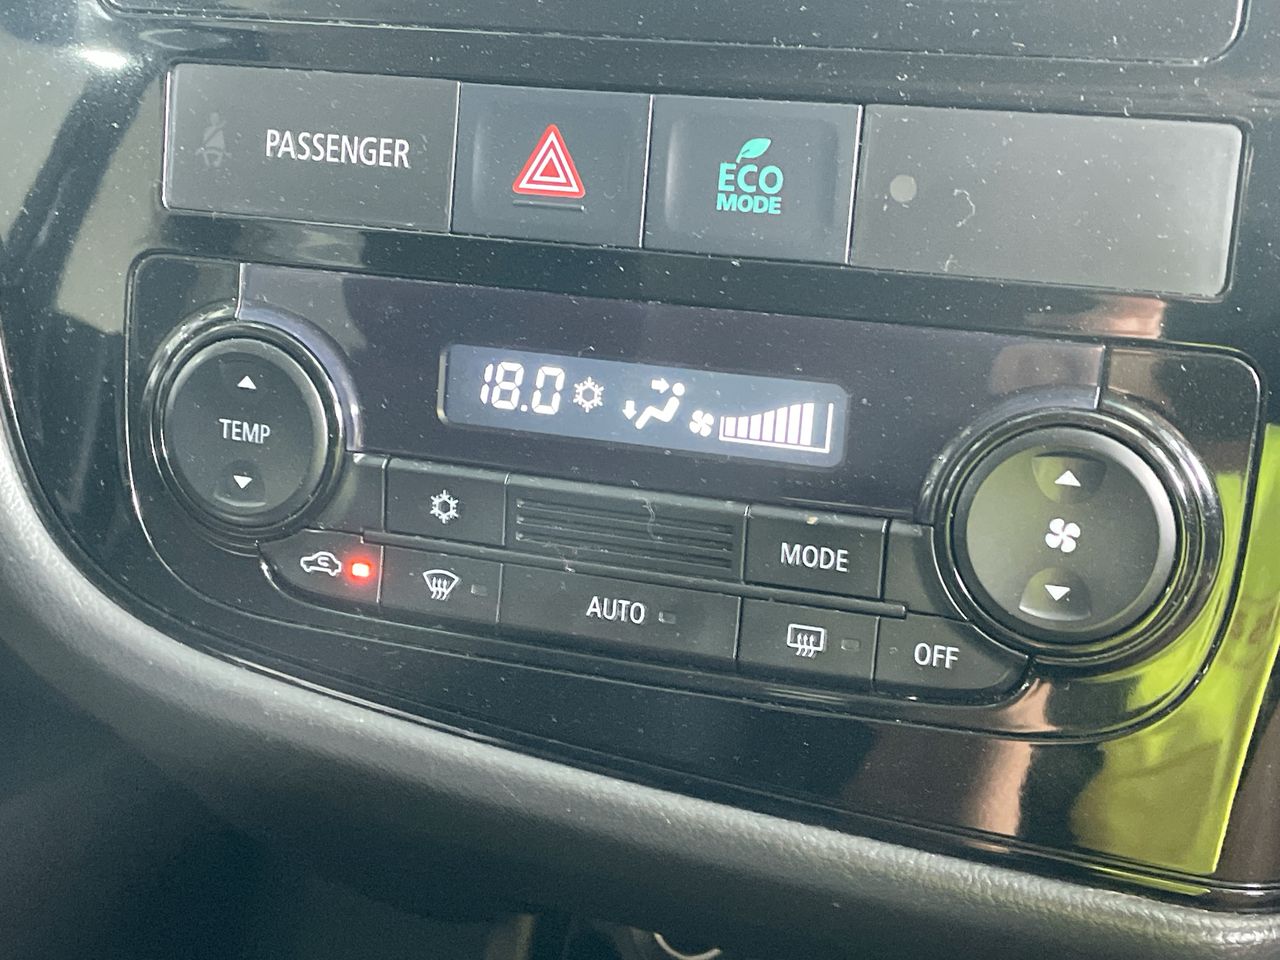 PASSENGER
ECO
MODE
18.0
TEMP
MODE
AUTO
OFF